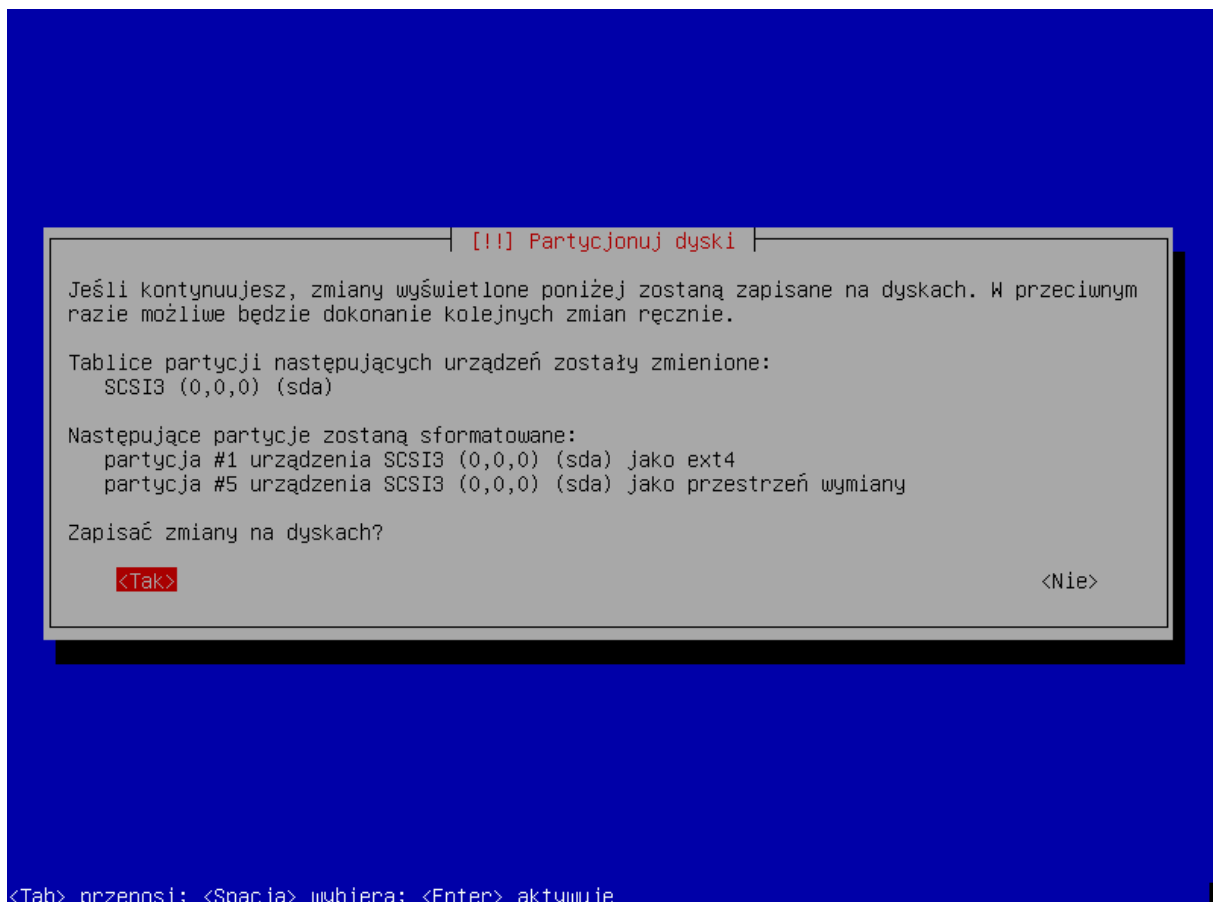 [!!] Partycjonuj dyski
Jeśli kontynuujesz, zmiany wyświetlone poniżej zostaną zapisane na dyskach. W przeciwnym
razie możliwe będzie dokonanie kolejnych zmian ręcznie.
Tablice partycji następujących urządzeń zostały zmienione:
SCSI3 (0,0,0) (sda)
Następujące partycje zostaną sformatowane:
partycja #1 urządzenia SCSI3 (0,0,0) (sda) jako ext4
partycja #5 urządzenia SCSI3 (0,0,0) (sda) jako przestrzeń wymiany
Zapisać zmiany na dyskach?
<Tak> <Nie>
<Tab> przenosi; <Spacja> wybiera; <Enter> aktywuje